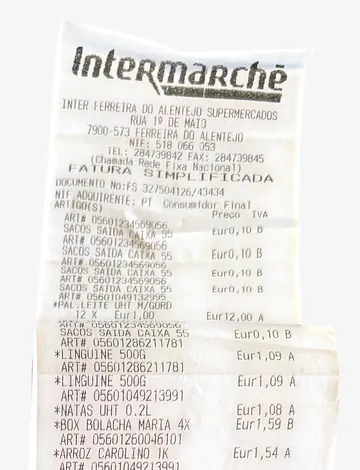 Intermarchē
INTER FERREIRA DO ALENTEJO SUPERMERCADOS
RUA 1º DE MAIO
7900-573 FERREIRA DO ALENTEJO
NIF: 518 066 053
TEL: 284739842 FAX: 284739845
(Chamada Rede Fixa Nacional)
FATURA SIMPLIFICADA
DOCUMENTO No:FS 327504126/43434
NIF ADQUIRENTE: PT Consumidor Final
ARTIGO(S) Preço IVA
ART# 05601234569056
SACOS SAIDA CAIXA 55 Eur0,10 B
ART# 05601234569056
SACOS SAIDA CAIXA 55 Eur0,10 B
ART# 05601234569056
SACOS SAIDA CAIXA 55 Eur0,10 B
ART# 05601234569056
SACOS SAIDA CAIXA 55 Eur0,10 B
ART# 05601049132995
*PAL.LEITE UHT M/GORD
12 X Eur1,00 Eur12,00 A
ART# 05601234569056
SACOS SAIDA CAIXA 55 Eur0,10 B
ART# 05601286211781
*LINGUINE 500G Eur1,09 A
ART# 05601286211781
*LINGUINE 500G Eur1,09 A
ART# 05601049213991
*NATAS UHT 0.2L Eur1,08 A
*BOX BOLACHA MARIA 4X Eur1,59 B
ART# 05601260046101
*ARROZ CAROLINO 1K Eur1,54 A
ART# 05601049213991